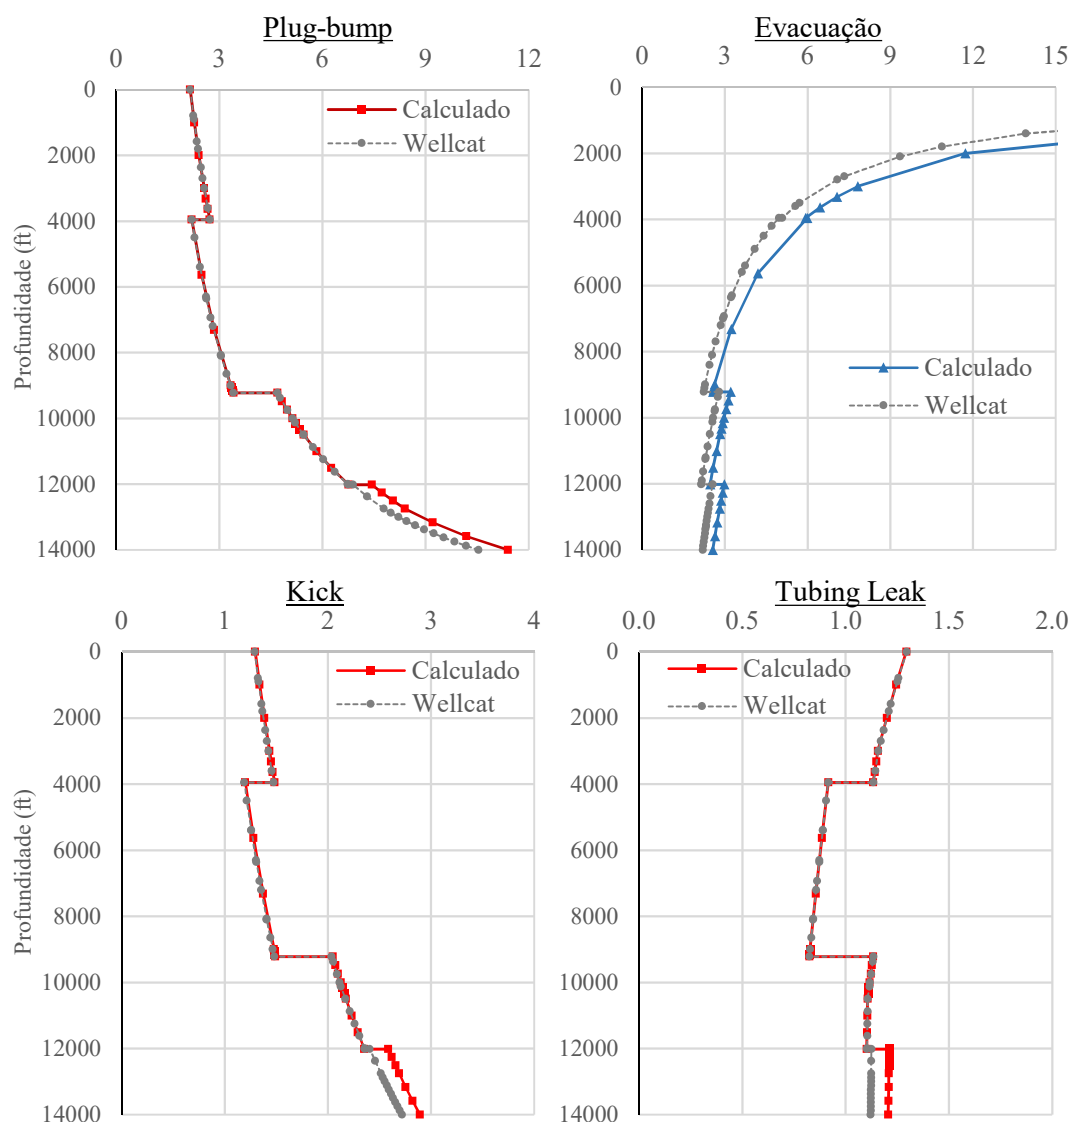 Plug-bump
0 3 6 9 12
0
2000
4000
6000
8000
10000
12000
14000
Profundidade (ft)
Calculado
Wellcat
Evacuação
0 3 6 9 12 15
0
2000
4000
6000
8000
10000
12000
14000
Calculado
Wellcat
Kick
0 1 2 3 4
0
2000
4000
6000
8000
10000
12000
14000
Profundidade (ft)
Calculado
Wellcat
Tubing Leak
0.0 0.5 1.0 1.5 2.0
0
2000
4000
6000
8000
10000
12000
14000
Calculado
Wellcat